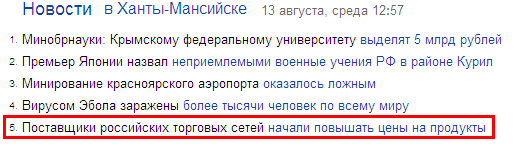 Новости в Ханты-Мансийске 13 августа, среда 12:57
1. Минобрнауки: Крымскому федеральному университету выделят 5 млрд рублей
2. Премьер Японии назвал неприемлемыми военные учения РФ в районе Курил
3. Минирование красноярского аэропорта оказалось ложным
4. Вирусом Эбола заражены более тысячи человек по всему миру
5. Поставщики российских торговых сетей начали повышать цены на продукты